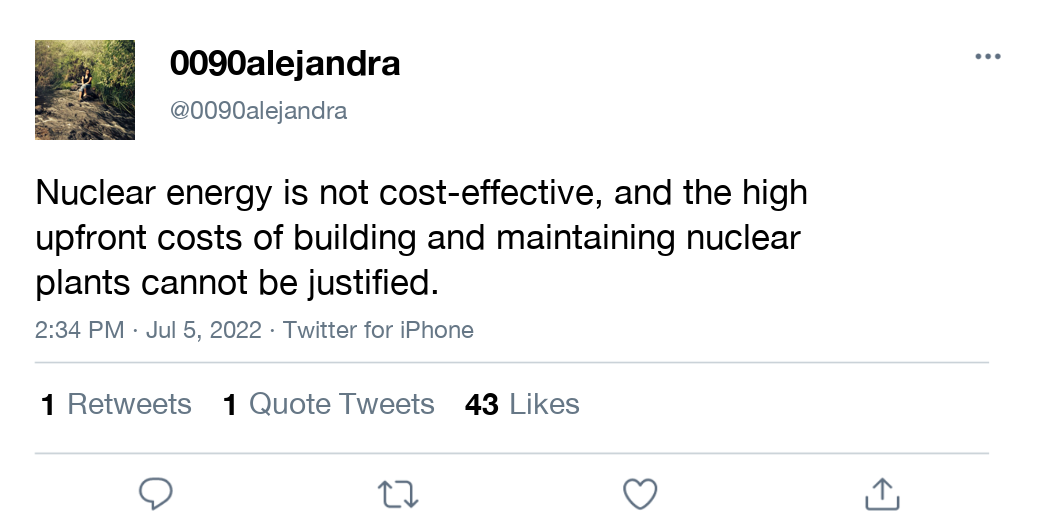 0090alejandra
@0090alejandra
Nuclear energy is not cost-effective, and the high
upfront costs of building and maintaining nuclear
plants cannot be justified.
2:34 PM · Jul 5, 2022 · Twitter for iPhone
1 Retweets 1 Quote Tweets 43 Likes